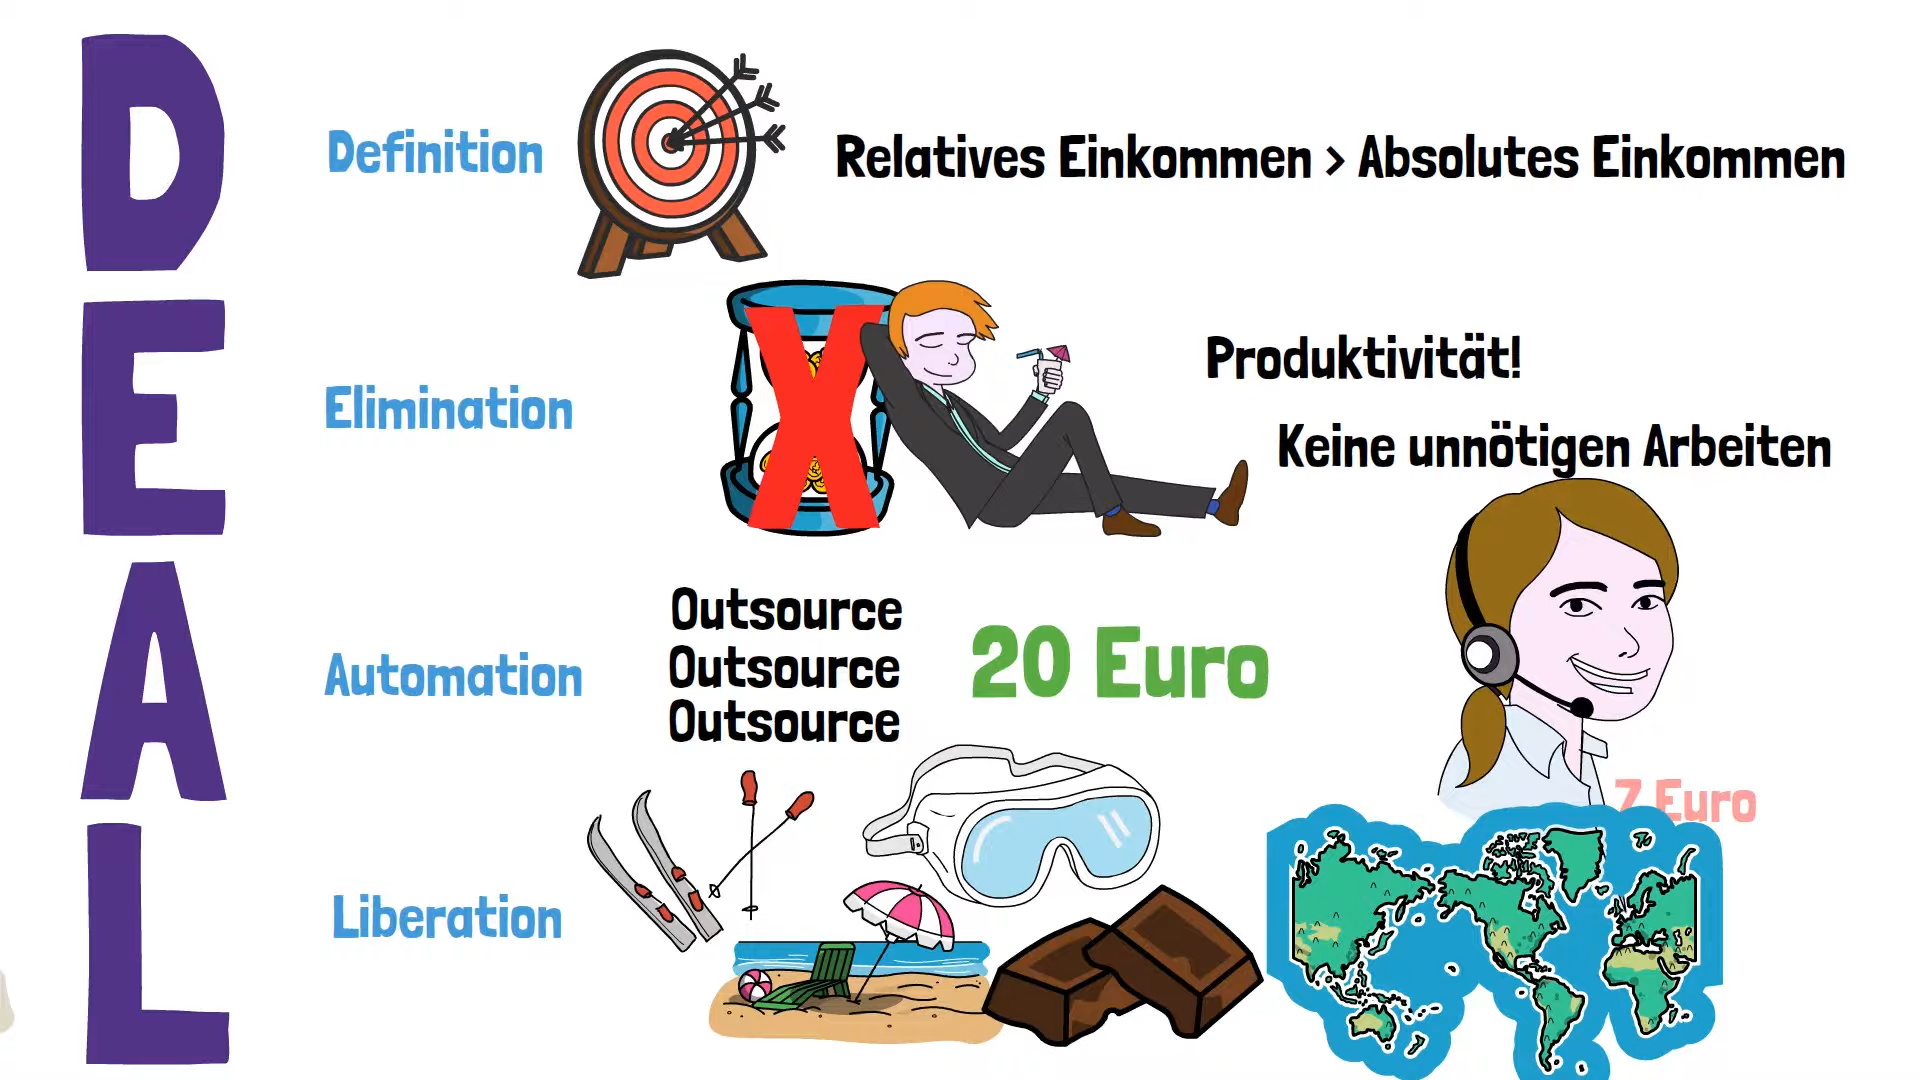 D
Definition
Relatives Einkommen > Absolutes Einkommen
E
Elimination
X
Produktivität!
Keine unnötigen Arbeiten
A
Automation
Outsource
Outsource
Outsource
20 Euro
7 Euro
L
Liberation